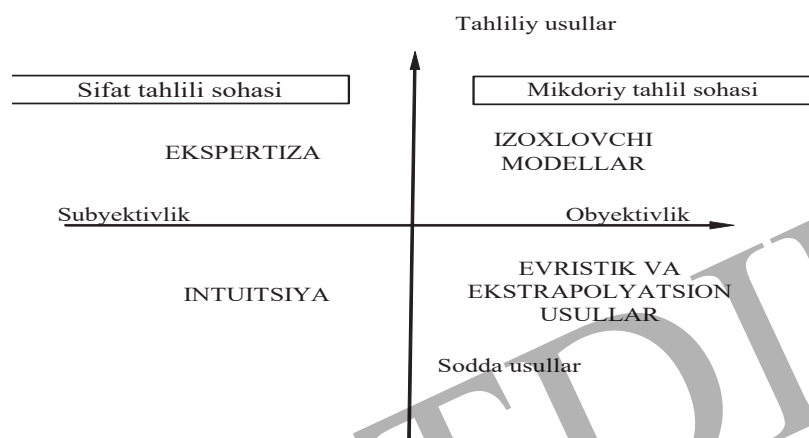 Tahliliy usullar
Sifat tahlili sohasi
Mikdoriy tahlil sohasi
EKSPERTIZA
IZOXLOVCHI
MODELLAR
Subyektivlik
Obyektivlik
INTUITSIYA
EVRISTIK VA
EKSTRAPOLYATSION
USULLAR
Sodda usullar